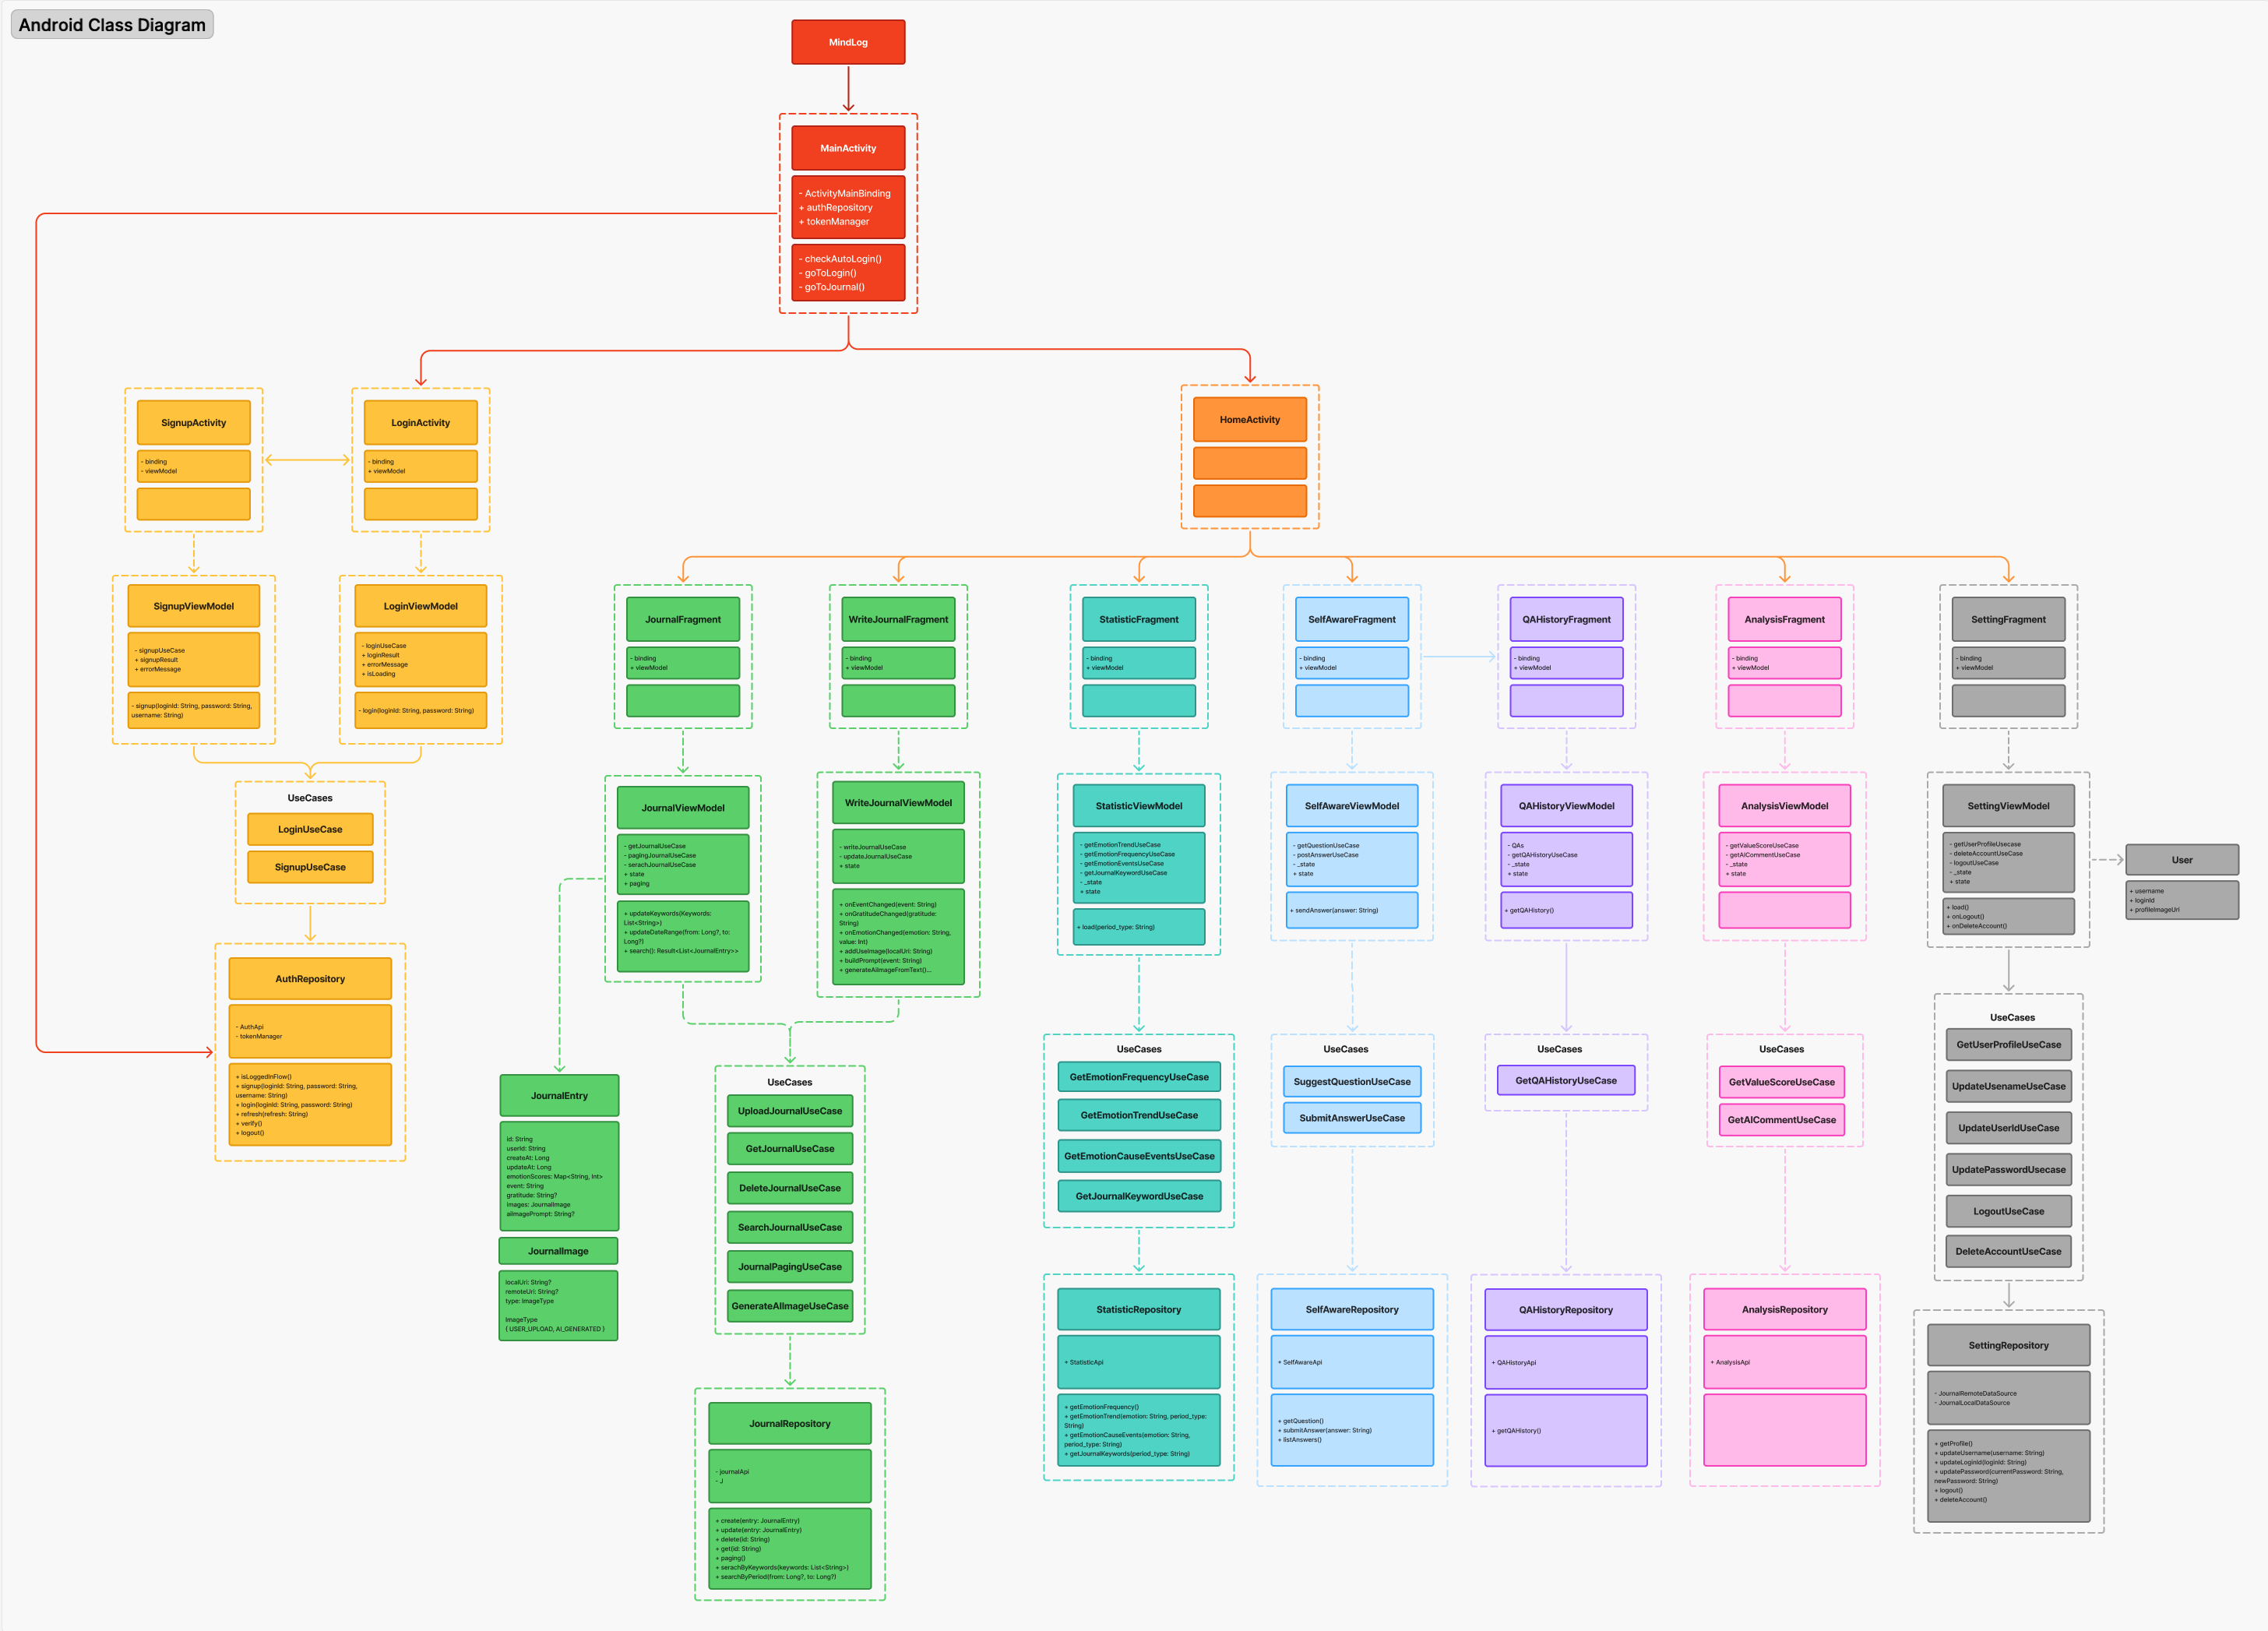 Android Class Diagram
MindLog
MainActivity
- ActivityMainBinding
+ authRepository
+ tokenManager
- checkAutoLogin()
- goToLogin()
- goToJournal()
SignupActivity
- binding
- viewModel
LoginActivity
- binding
+ viewModel
HomeActivity
SignupViewModel
- signupUseCase
+ signupResult
+ errorMessage
- signup(loginId: String, password: String,
username: String)
LoginViewModel
- loginUseCase
+ loginResult
+ errorMessage
+ isLoading
- login(loginId: String, password: String)
UseCases
LoginUseCase
SignupUseCase
AuthRepository
- AuthApi
- tokenManager
+ isLoggedInFlow()
+ signup(loginId: String, password: String,
username: String)
+ login(loginId: String, password: String)
+ refresh(refresh: String)
+ verify()
+ logout()
JournalFragment
- binding
+ viewModel
WriteJournalFragment
- binding
+ viewModel
StatisticFragment
- binding
+ viewModel
SelfAwareFragment
- binding
+ viewModel
QAHistoryFragment
- binding
+ viewModel
AnalysisFragment
- binding
+ viewModel
SettingFragment
- binding
+ viewModel
JournalViewModel
- getJournalUseCase
- pagingJournalUseCase
- serachJournalUseCase
+ state
+ paging
+ updateKeywords(Keywords:
List<String>)
+ updateDateRange(from: Long?, to:
Long?)
+ search(): Result<List<JournalEntry>>
WriteJournalViewModel
- writeJournalUseCase
- updateJournalUseCase
+ state
+ onEventChanged(event: String)
+ onGratitudeChanged(gratitude:
String)
+ onEmotionChanged(emotion: String,
value: Int)
+ addUseImage(localUri: String)
+ buildPrompt(event: String)
+ generateAiImageFromText()...
StatisticViewModel
- getEmotionTrendUseCase
- getEmotionFrequencyUseCase
- getEmotionEventsUseCase
- getJournalKeywordUseCase
- _state
+ state
+ load(period_type: String)
SelfAwareViewModel
- getQuestionUseCase
- postAnswerUseCase
- _state
+ state
+ sendAnswer(answer: String)
QAHistoryViewModel
- QAs
- getQAHistoryUseCase
- _state
+ state
+ getQAHistory()
AnalysisViewModel
- getValueScoreUseCase
- getAICommentUseCase
- _state
+ state
SettingViewModel
- getUserProfileUsecase
- deleteAccountUseCase
- logoutUseCase
- _state
+ state
+ load()
+ onLogout()
+ onDeleteAccount()
User
+ username
+ loginId
+ profileImageUri
JournalEntry
id: String
userId: String
createAt: Long
updateAt: Long
emotionScores: Map<String, Int>
event: String
gratitude: String?
images: JournalImage
aiImagePrompt: String?
JournalImage
localUri: String?
remoteUri: String?
type: ImageType
ImageType
{ USER_UPLOAD, AI_GENERATED }
UseCases
UploadJournalUseCase
GetJournalUseCase
DeleteJournalUseCase
SearchJournalUseCase
JournalPagingUseCase
GenerateAIImageUseCase
JournalRepository
- journalApi
- J
+ create(entry: JournalEntry)
+ update(entry: JournalEntry)
+ delete(id: String)
+ get(id: String)
+ paging()
+ serachByKeywords(keywords: List<String>)
+ searchByPeriod(from: Long?, to: Long?)
UseCases
GetEmotionFrequencyUseCase
GetEmotionTrendUseCase
GetEmotionCauseEventsUseCase
GetJournalKeywordUseCase
StatisticRepository
+ StatisticApi
+ getEmotionFrequency()
+ getEmotionTrend(emotion: String, period_type:
String)
+ getEmotionCauseEvents(emotion: String,
period_type: String)
+ getJournalKeywords(period_type: String)
UseCases
SuggestQuestionUseCase
SubmitAnswerUseCase
SelfAwareRepository
+ SelfAwareApi
+ getQuestion()
+ submitAnswer(answer: String)
+ listAnswers()
UseCases
GetQAHistoryUseCase
QAHistoryRepository
+ QAHistoryApi
+ getQAHistory()
UseCases
GetValueScoreUseCase
GetAICommentUseCase
AnalysisRepository
+ AnalysisApi
UseCases
GetUserProfileUseCase
UpdateUsenameUseCase
UpdateUserIdUseCase
UpdatePasswordUsecase
LogoutUseCase
DeleteAccountUseCase
SettingRepository
- JournalRemoteDataSource
- JournalLocalDataSource
+ getProfile()
+ updateUsername(username: String)
+ updateLoginId(loginId: String)
+ updatePassword(currentPassword: String,
newPassword: String)
+ logout()
+ deleteAccount()